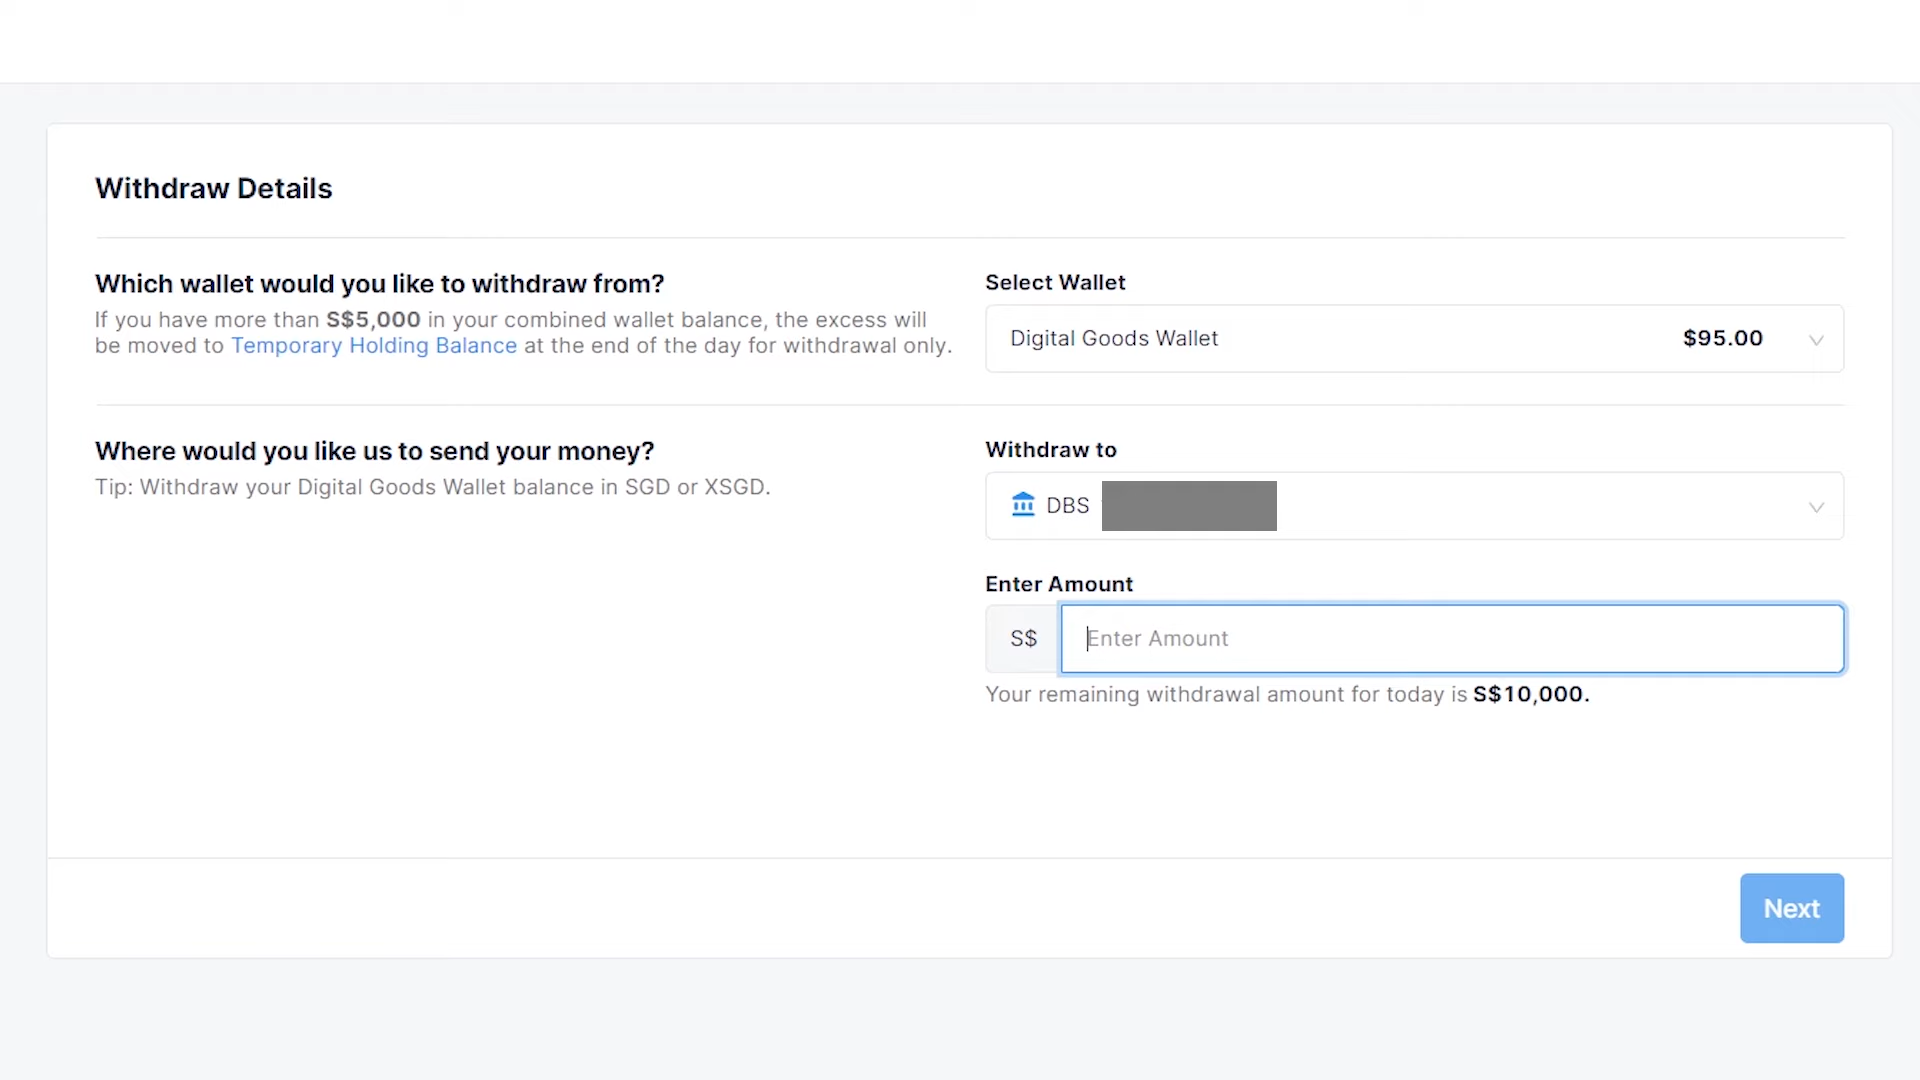 Withdraw Details
Which wallet would you like to withdraw from?
If you have more than S$5,000 in your combined wallet balance, the excess will
be moved to Temporary Holding Balance at the end of the day for withdrawal only.
Select Wallet
Digital Goods Wallet $95.00
Where would you like us to send your money?
Tip: Withdraw your Digital Goods Wallet balance in SGD or XSGD.
Withdraw to
DBS
Enter Amount
S$ Enter Amount
Your remaining withdrawal amount for today is S$10,000.
Next